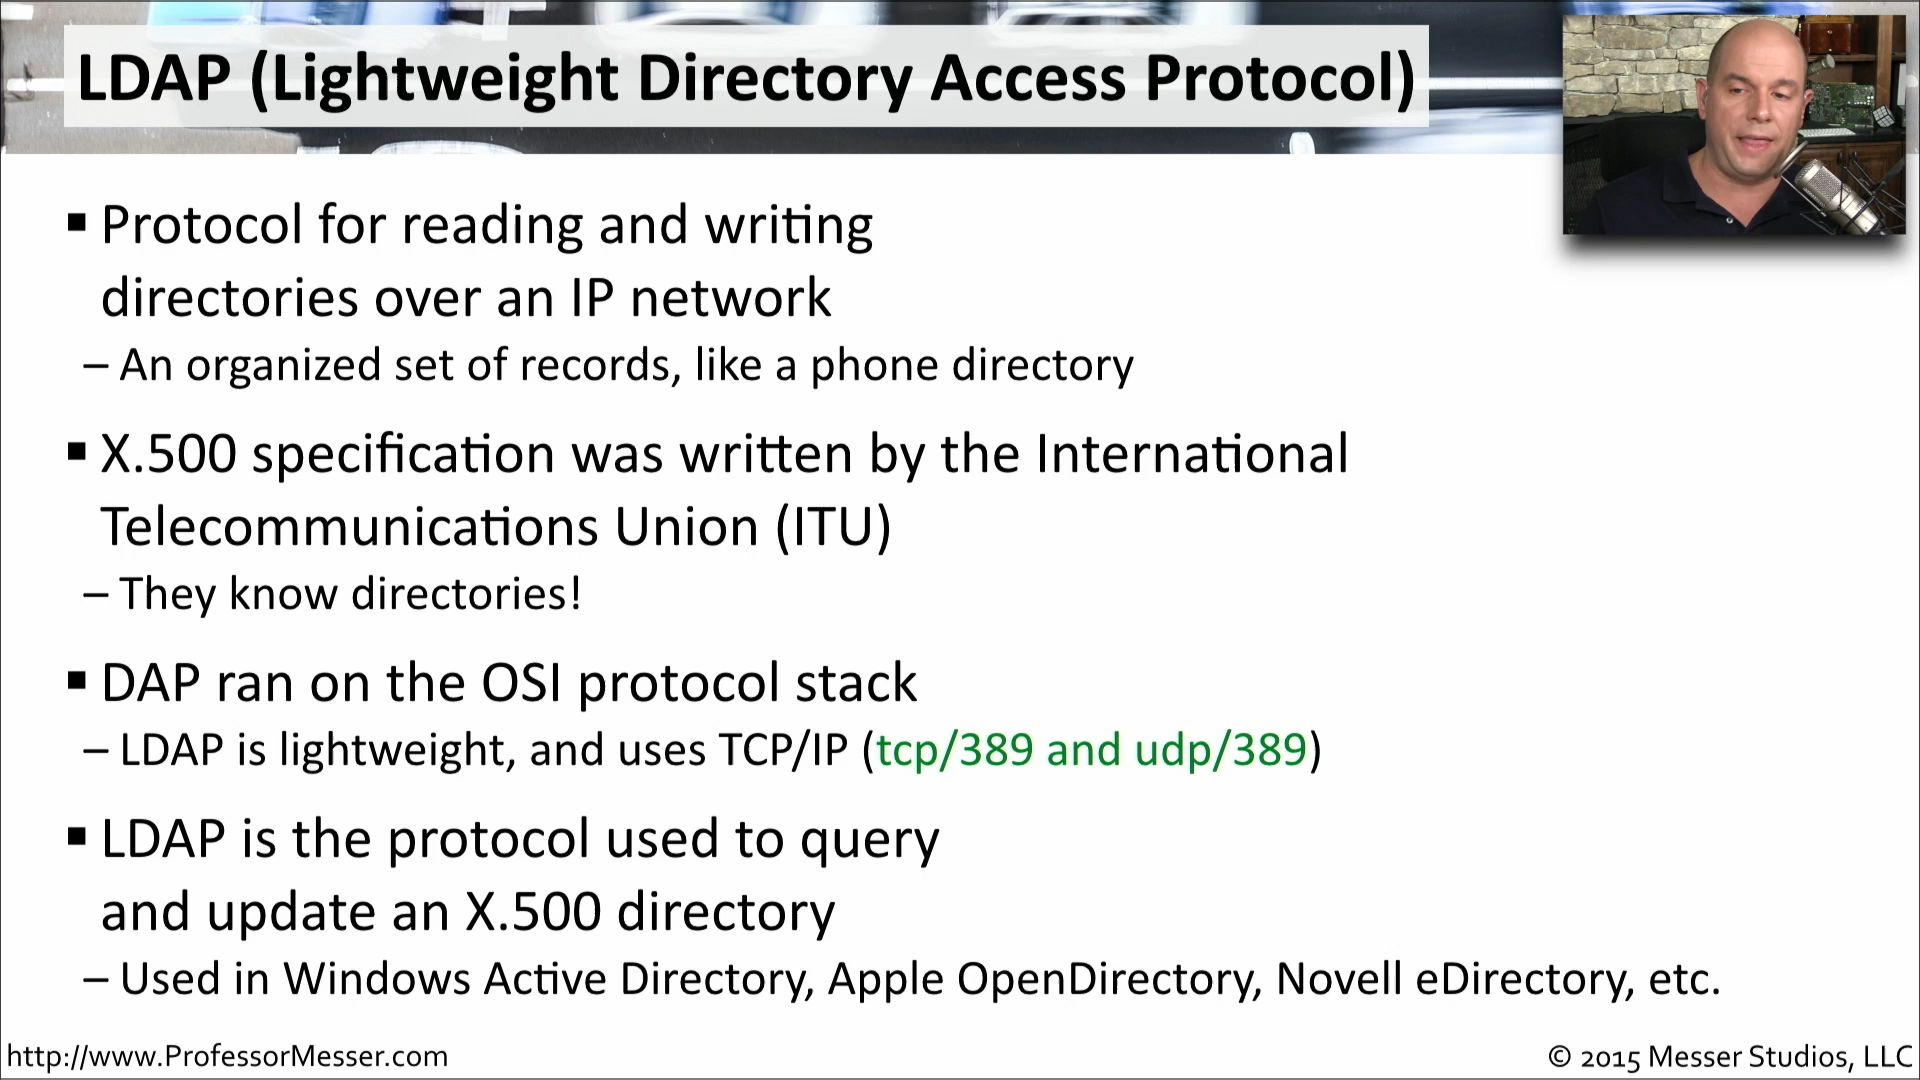 LDAP (Lightweight Directory Access Protocol)
▪ Protocol for reading and writing
directories over an IP network
– An organized set of records, like a phone directory
▪ X.500 specification was written by the International
Telecommunications Union (ITU)
– They know directories!
▪ DAP ran on the OSI protocol stack
– LDAP is lightweight, and uses TCP/IP (tcp/389 and udp/389)
▪ LDAP is the protocol used to query
and update an X.500 directory
– Used in Windows Active Directory, Apple OpenDirectory, Novell eDirectory, etc.
http://www.ProfessorMesser.com
© 2015 Messer Studios, LLC